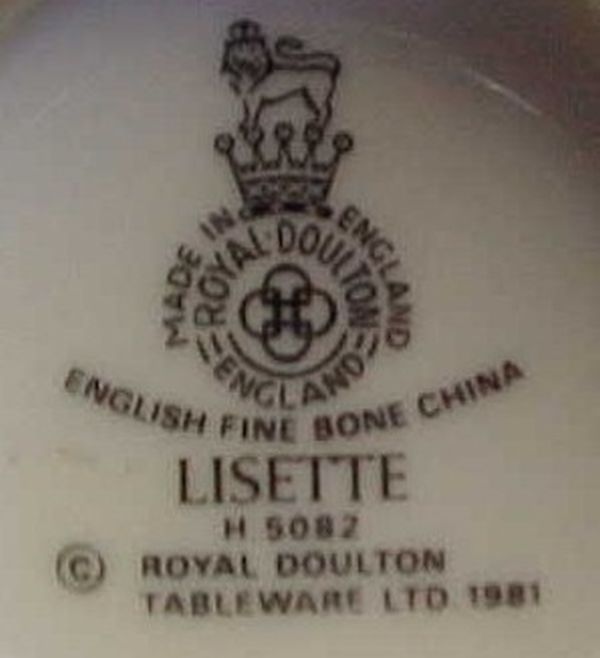 MADE IN ENGLAND
ROYAL DOULTON
ENGLAND
ENGLISH FINE BONE CHINA
LISETTE
H 5082
© ROYAL DOULTON
TABLEWARE LTD 1981